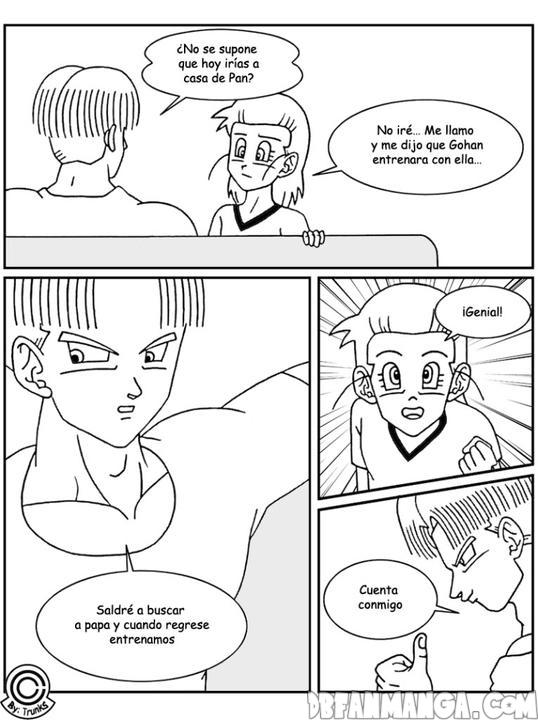 ¿No se supone
que hoy irías a
casa de Pan?
No iré... Me llamo
y me dijo que Gohan
entrenara con ella...
¡Genial!
Saldré a buscar
a papa y cuando regrese
entrenamos
Cuenta
conmigo
By: Trunks
DBFANMANGA.COM